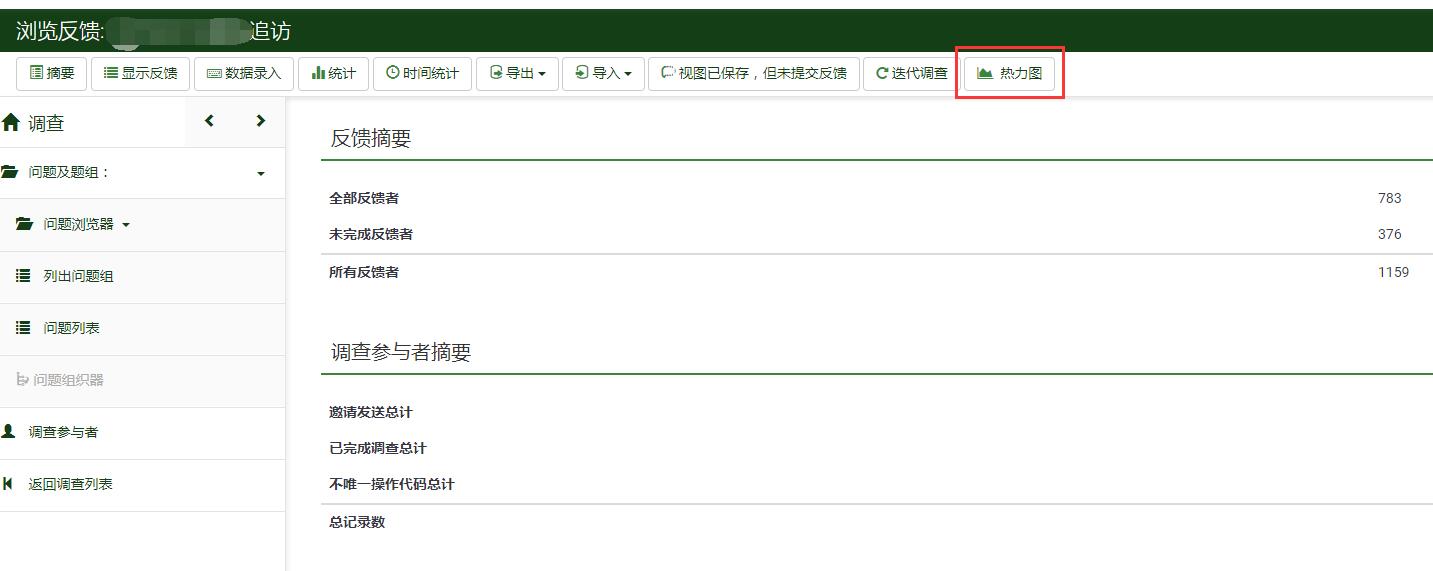 浏览反馈:
追访
摘要 显示反馈 数据录入 统计 时间统计 导出 导入 视图已保存，但未提交反馈 迭代调查 热力图
调查
问题及题组：
问题浏览器
列出问题组
问题列表
问题组织器
调查参与者
返回调查列表
反馈摘要
全部反馈者 783
未完成反馈者 376
所有反馈者 1159
调查参与者摘要
邀请发送总计
已完成调查总计
不唯一操作代码总计
总记录数